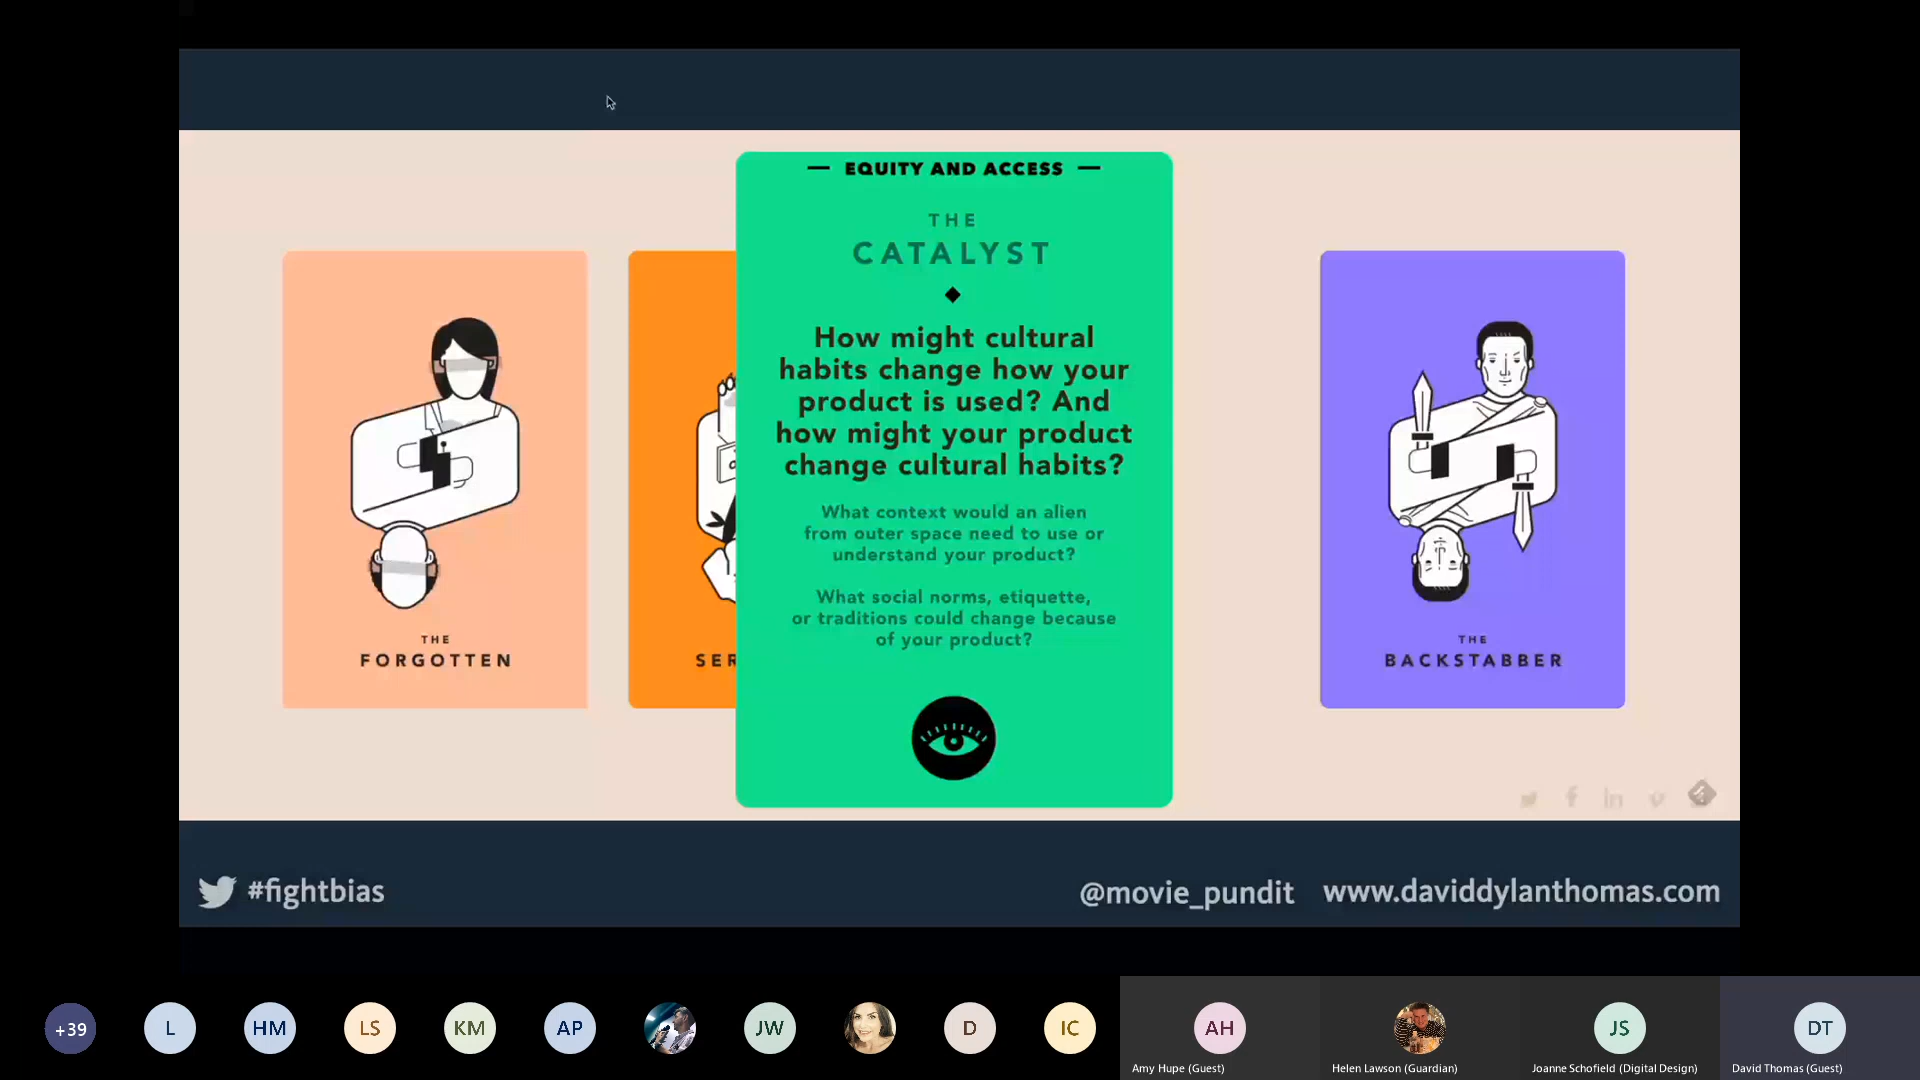 — EQUITY AND ACCESS —
THE
CATALYST
How might cultural
habits change how your
product is used? And
how might your product
change cultural habits?
What context would an alien
from outer space need to use or
understand your product?
What social norms, etiquette,
or traditions could change because
of your product?
THE
FORGOTTEN
SER
THE
BACKSTABBER
#fightbias
@movie_pundit
www.daviddylanthomas.com
+39
L
HM
LS
KM
AP
JW
D
IC
AH
JS
DT
Amy Hupe (Guest)
Helen Lawson (Guardian)
Joanne Schofield (Digital Design)
David Thomas (Guest)